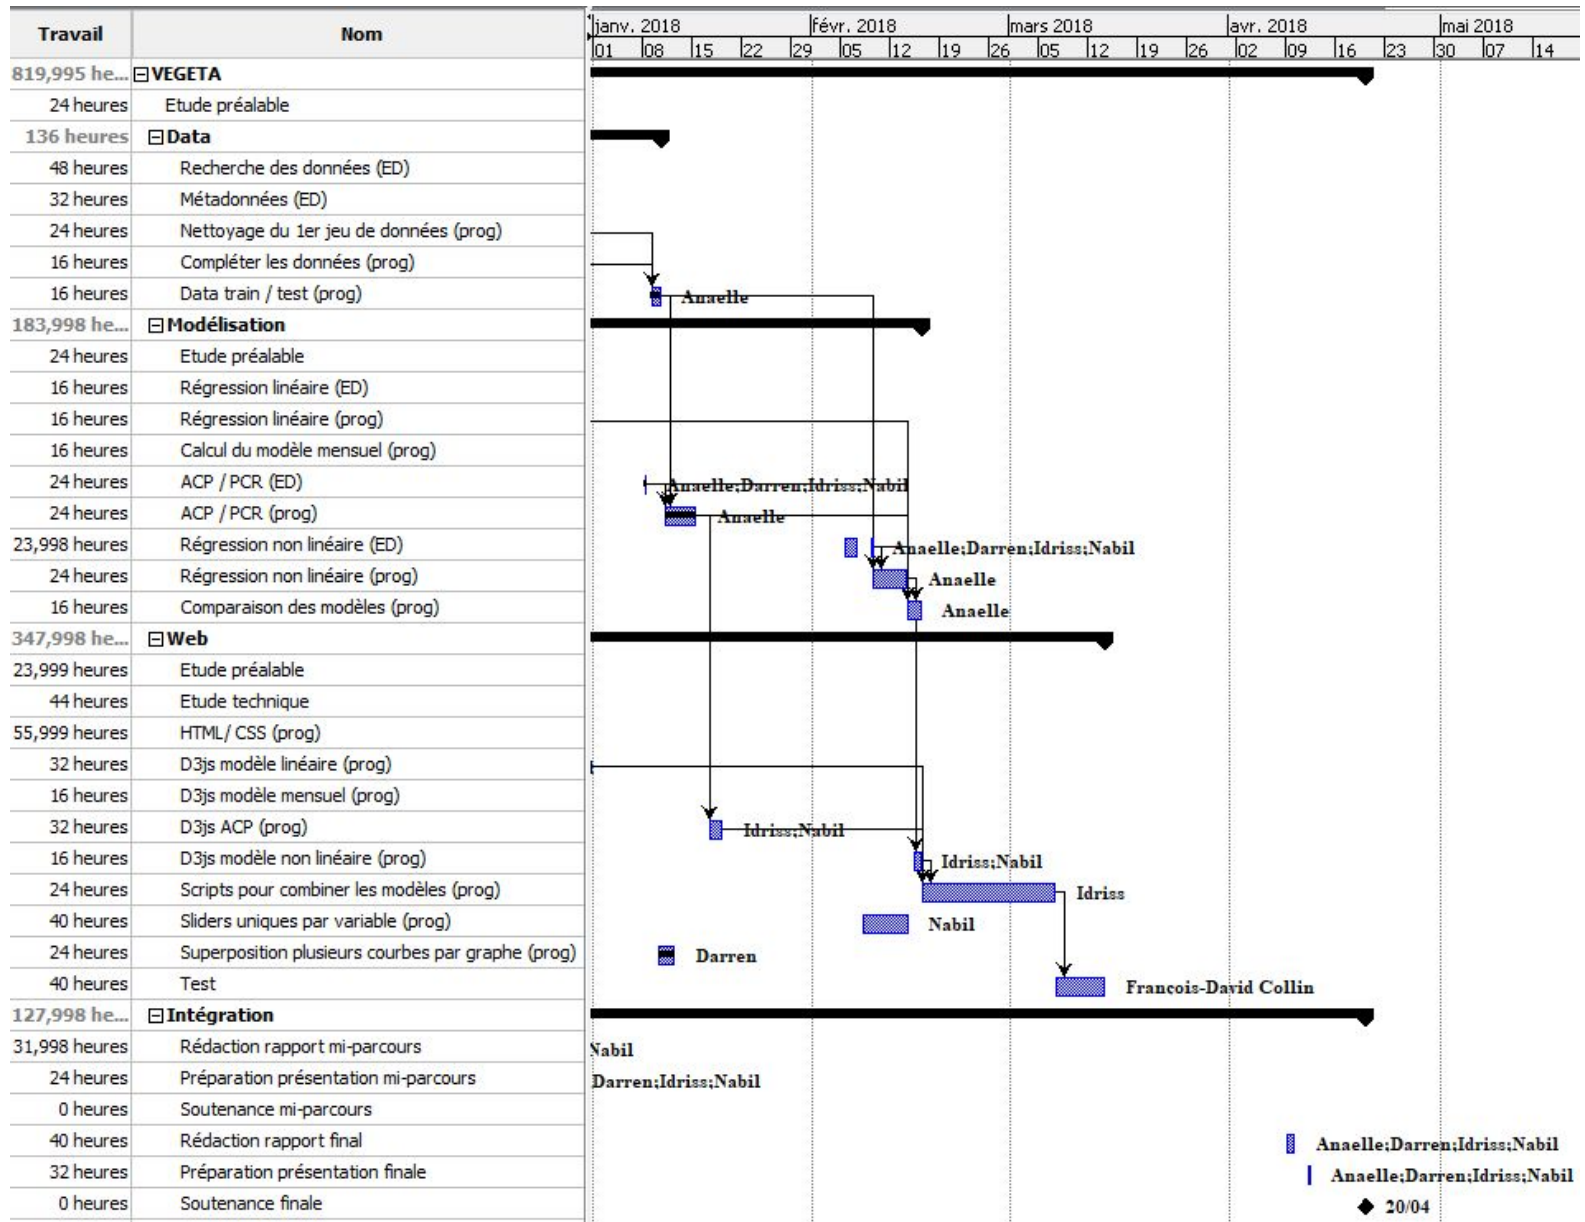 Travail Nom janv. 2018 févr. 2018 mars 2018 avr. 2018 mai 2018
01 08 15 22 29 05 12 19 26 05 12 19 26 02 09 16 23 30 07 14
819,995 he... VEGETA
24 heures Etude préalable
136 heures Data
48 heures Recherche des données (ED)
32 heures Métadonnées (ED)
24 heures Nettoyage du 1er jeu de données (prog)
16 heures Compléter les données (prog)
16 heures Data train / test (prog) Anaelle
183,998 he... Modélisation
24 heures Etude préalable
16 heures Régression linéaire (ED)
16 heures Régression linéaire (prog)
16 heures Calcul du modèle mensuel (prog)
24 heures ACP / PCR (ED) Anaelle;Darren;Idriss;Nabil
24 heures ACP / PCR (prog) Anaelle
23,998 heures Régression non linéaire (ED) Anaelle;Darren;Idriss;Nabil
24 heures Régression non linéaire (prog) Anaelle
16 heures Comparaison des modèles (prog) Anaelle
347,998 he... Web
23,999 heures Etude préalable
44 heures Etude technique
55,999 heures HTML/ CSS (prog)
32 heures D3js modèle linéaire (prog)
16 heures D3js modèle mensuel (prog)
32 heures D3js ACP (prog) Idriss;Nabil
16 heures D3js modèle non linéaire (prog) Idriss;Nabil
24 heures Scripts pour combiner les modèles (prog) Idriss
40 heures Sliders uniques par variable (prog) Nabil
24 heures Superposition plusieurs courbes par graphe (prog) Darren
40 heures Test Francois-David Collin
127,998 he... Intégration
31,998 heures Rédaction rapport mi-parcours Nabil
24 heures Préparation présentation mi-parcours Darren;Idriss;Nabil
0 heures Soutenance mi-parcours
40 heures Rédaction rapport final Anaelle;Darren;Idriss;Nabil
32 heures Préparation présentation finale Anaelle;Darren;Idriss;Nabil
0 heures Soutenance finale 20/04